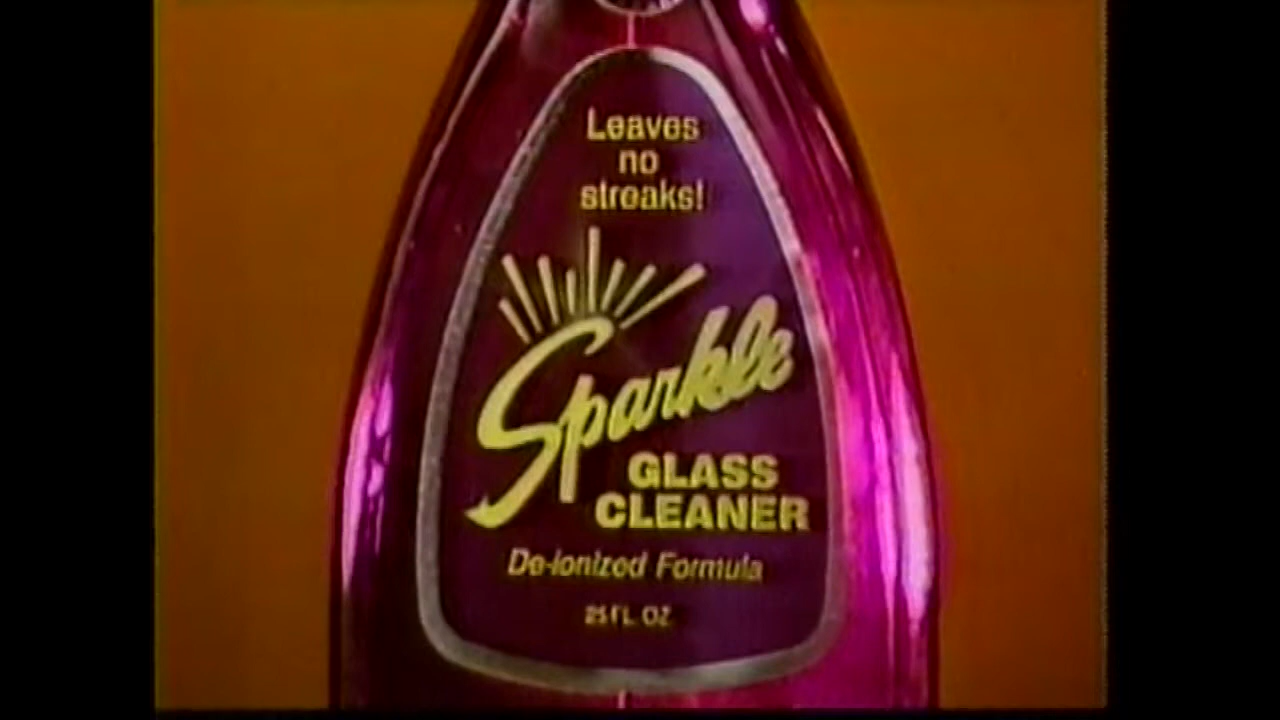 Leaves
no
streaks!
Sparkle
GLASS
CLEANER
De-ionized Formula
25 FL. OZ.